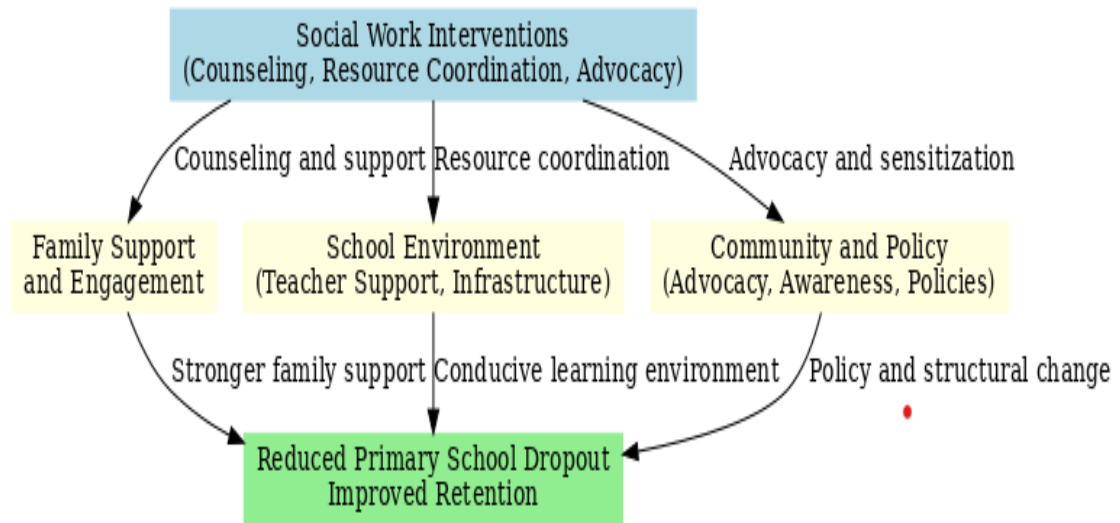 Social Work Interventions
(Counseling, Resource Coordination, Advocacy)
Counseling and support
Resource coordination
Advocacy and sensitization
Family Support
and Engagement
School Environment
(Teacher Support, Infrastructure)
Community and Policy
(Advocacy, Awareness, Policies)
Stronger family support
Conducive learning environment
Policy and structural change
Reduced Primary School Dropout
Improved Retention